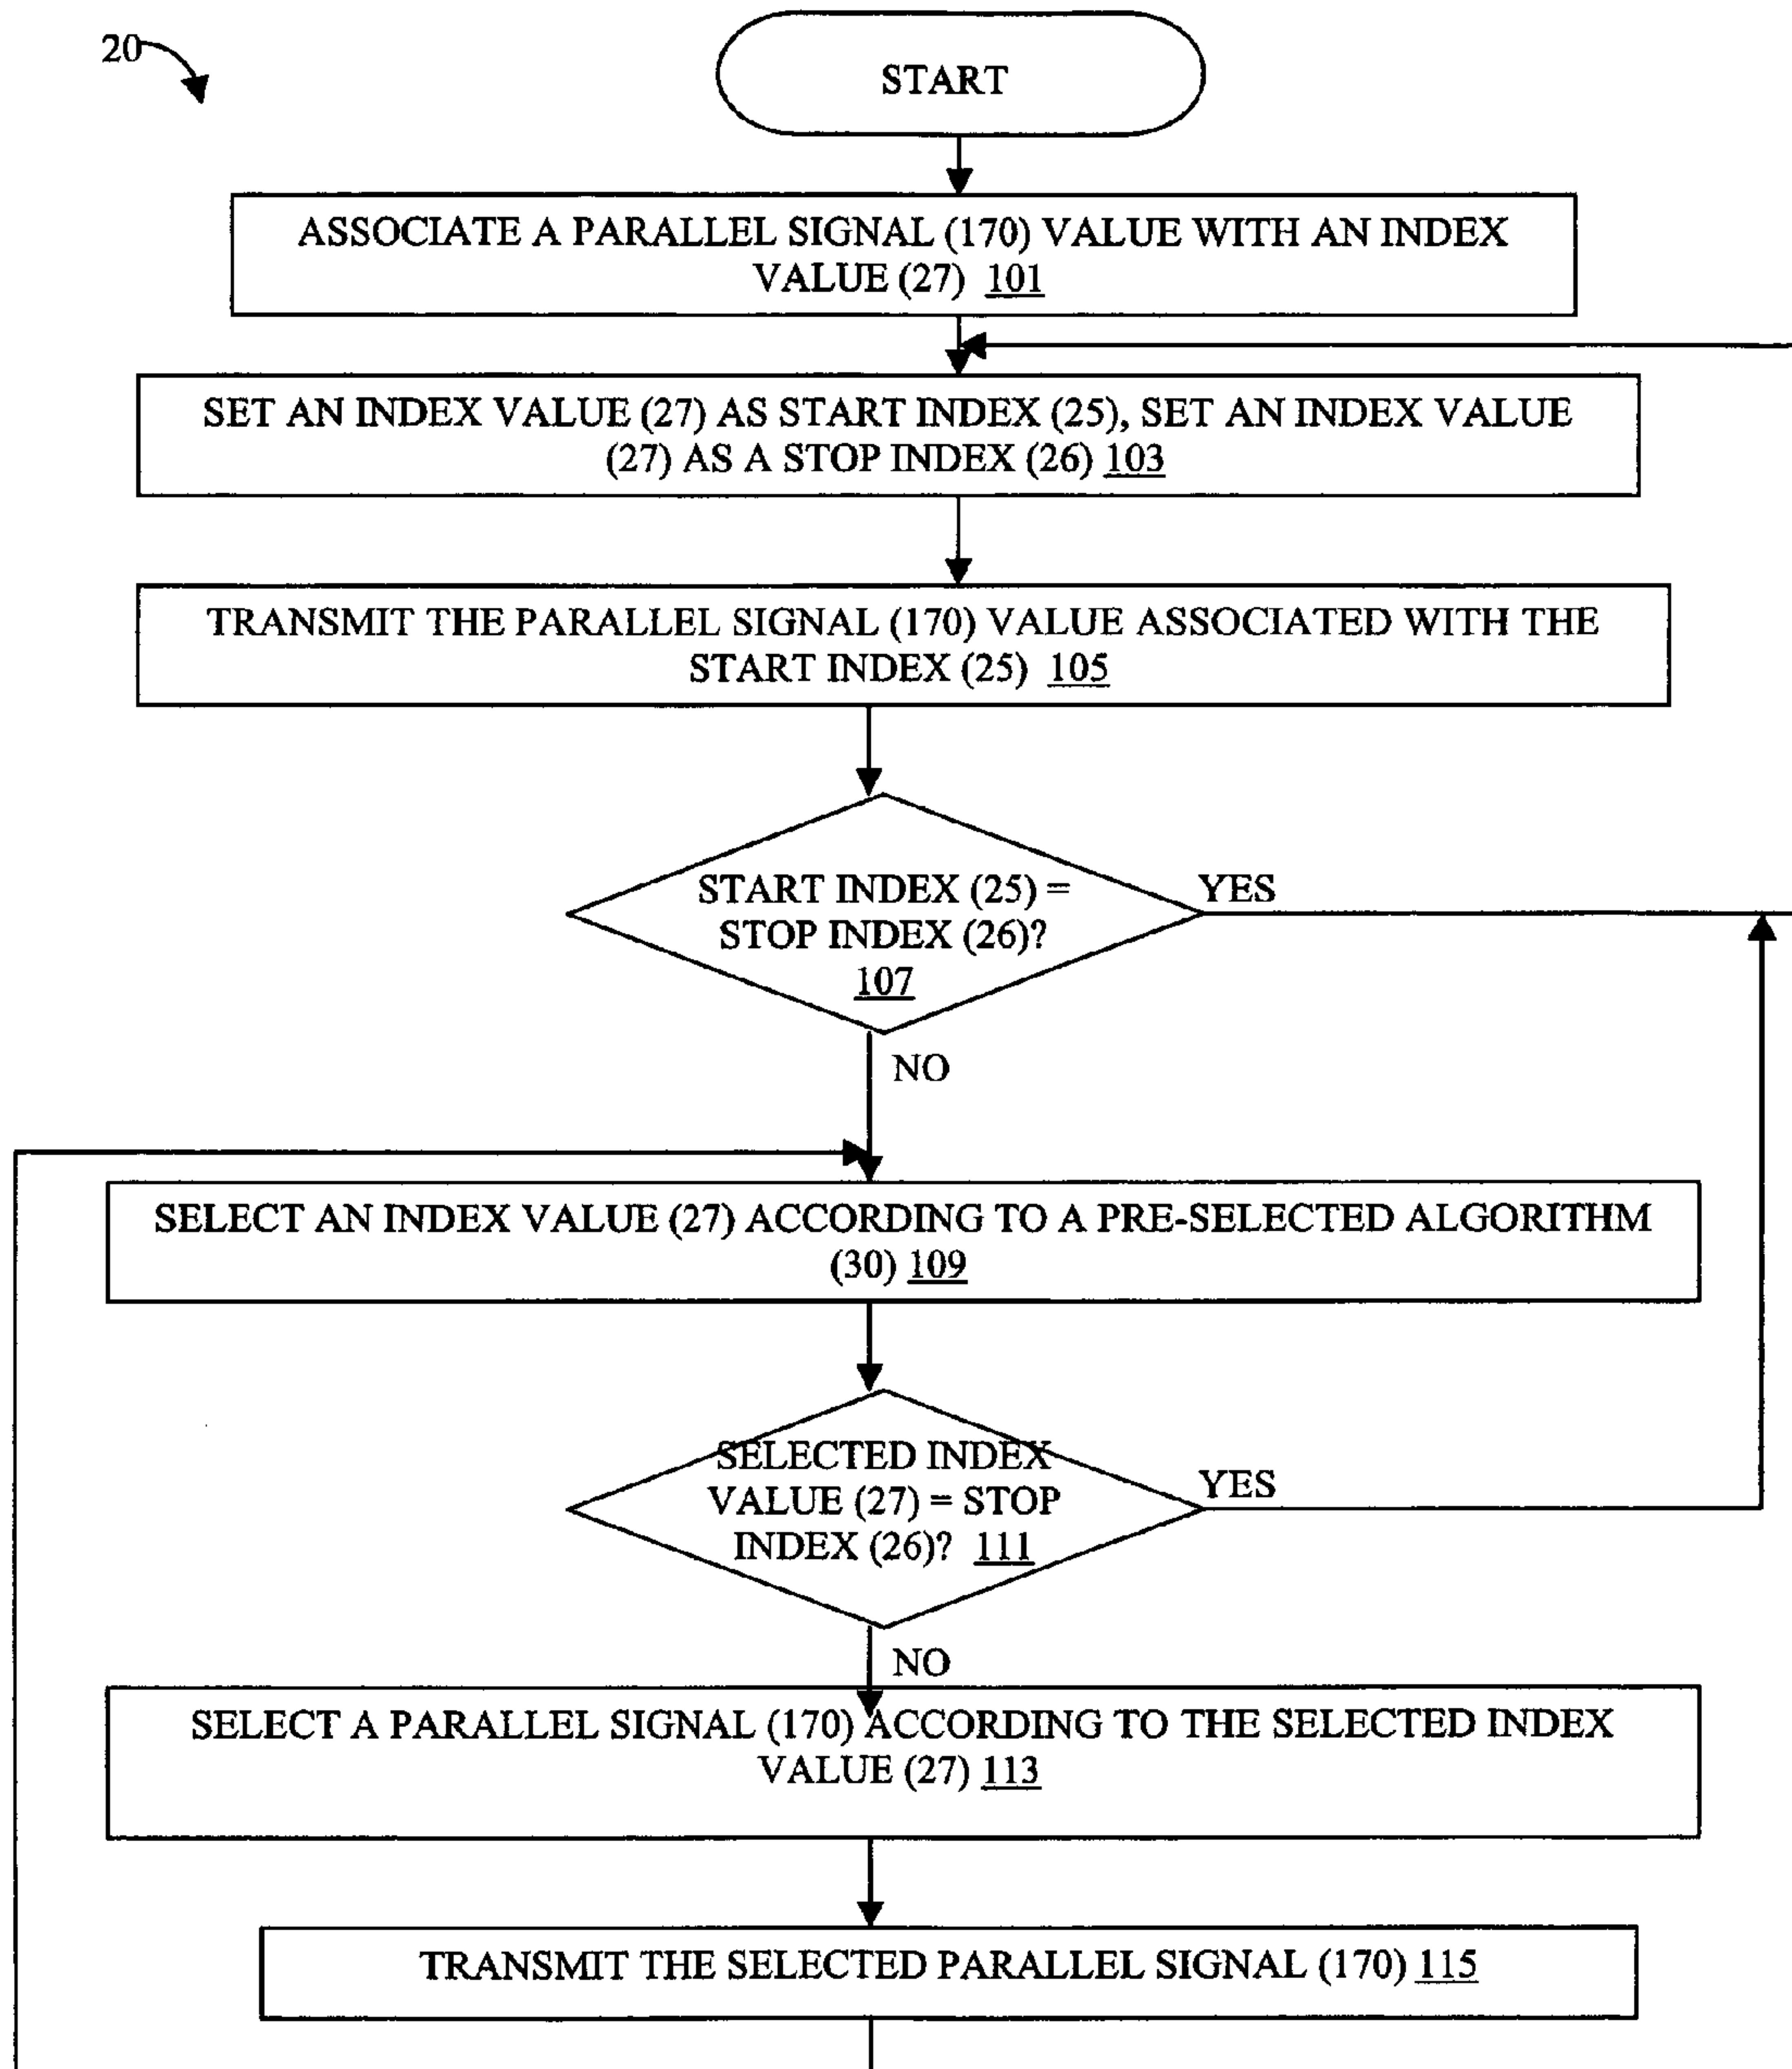 20
START
ASSOCIATE A PARALLEL SIGNAL (170) VALUE WITH AN INDEX
VALUE (27) 101
SET AN INDEX VALUE (27) AS START INDEX (25), SET AN INDEX VALUE
(27) AS A STOP INDEX (26) 103
TRANSMIT THE PARALLEL SIGNAL (170) VALUE ASSOCIATED WITH THE
START INDEX (25) 105
START INDEX (25) =
STOP INDEX (26)?
107
YES
NO
SELECT AN INDEX VALUE (27) ACCORDING TO A PRE-SELECTED ALGORITHM
(30) 109
SELECTED INDEX
VALUE (27) = STOP
INDEX (26)? 111
YES
NO
SELECT A PARALLEL SIGNAL (170) ACCORDING TO THE SELECTED INDEX
VALUE (27) 113
TRANSMIT THE SELECTED PARALLEL SIGNAL (170) 115